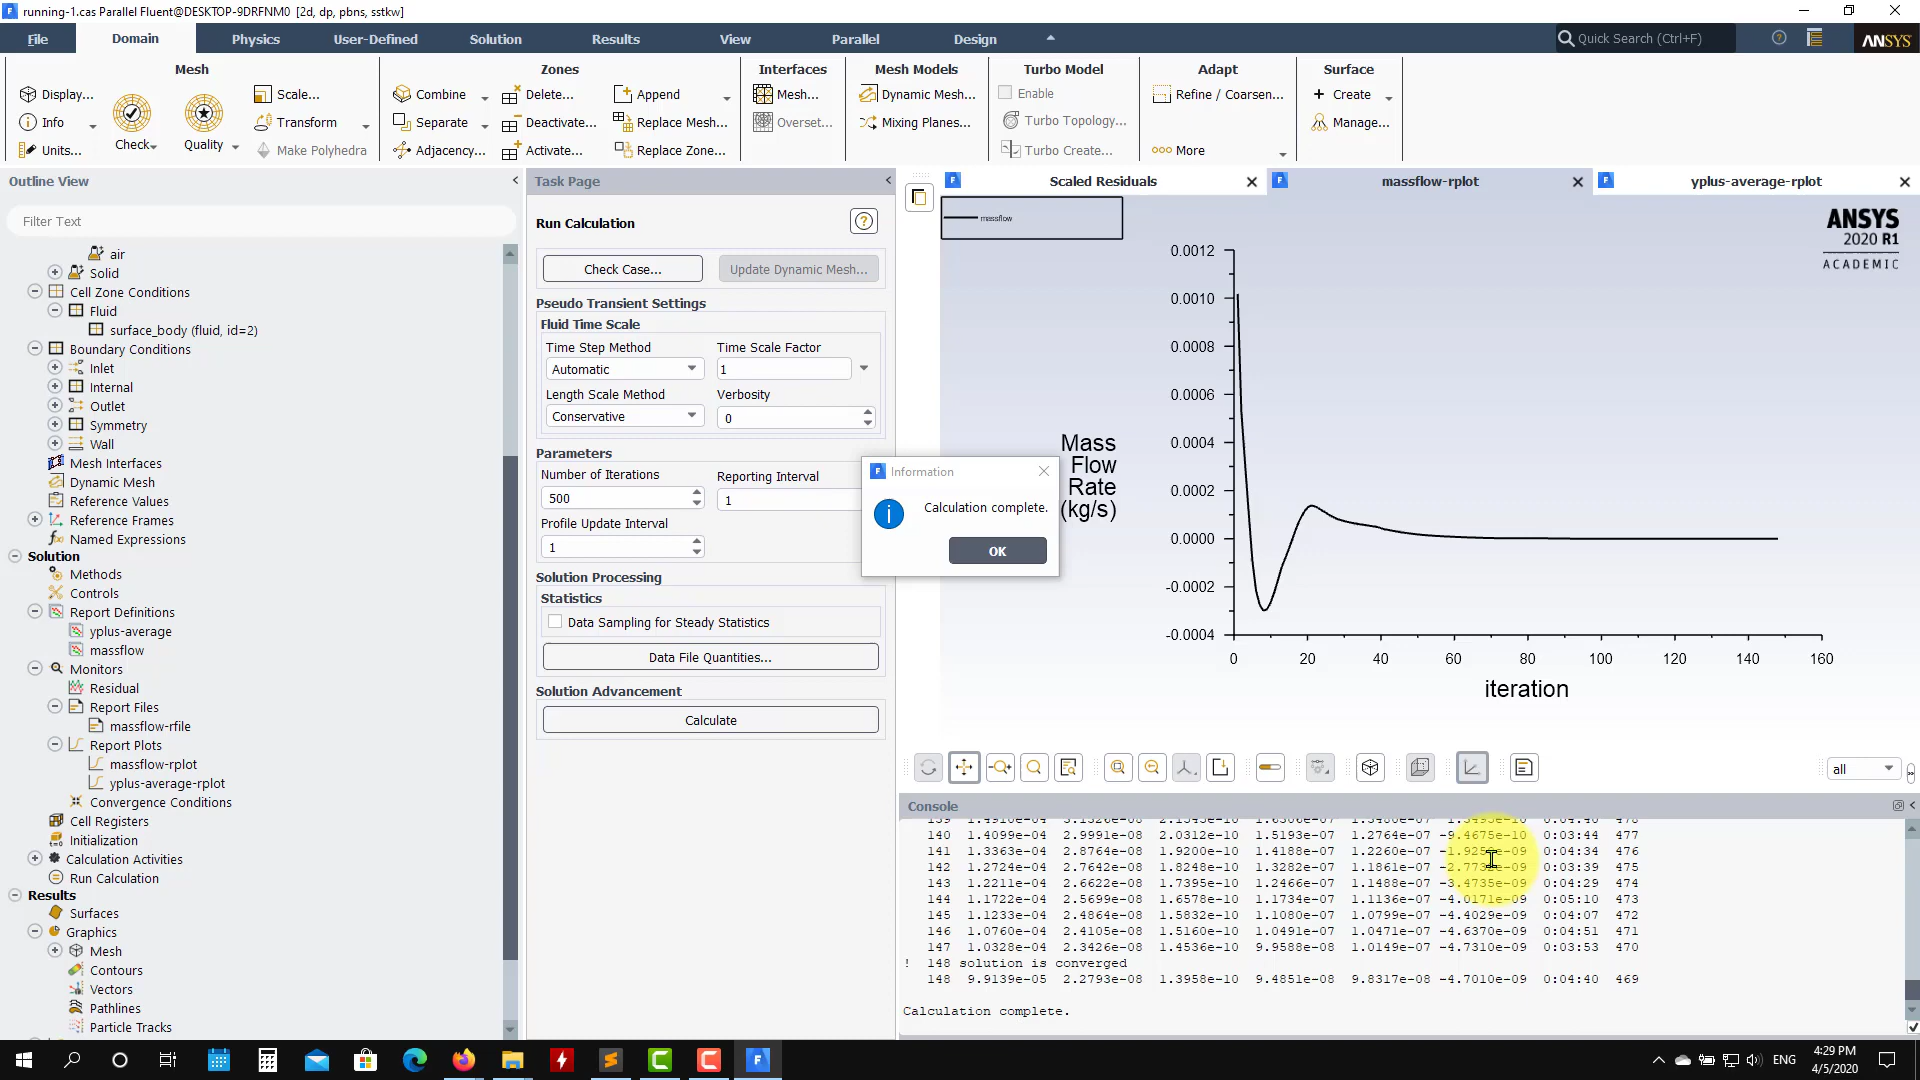 running-1.cas Parallel Fluent@DESKTOP-9DRFNM0 [2d, dp, pbns, sstkw]
File Domain Physics User-Defined Solution Results View Parallel Design Quick Search (Ctrl+F) ANSYS
Mesh Zones Interfaces Mesh Models Turbo Model Adapt Surface
Display... Scale... Combine Delete... Append Mesh... Dynamic Mesh... Enable Refine / Coarsen... Create
Info Transform Separate Deactivate... Replace Mesh... Overset... Mixing Planes... Turbo Topology... Manage...
Units... Check Quality Make Polyhedra Adjacency... Activate... Replace Zone... Turbo Create... More
Outline View
Filter Text
air
Solid
Cell Zone Conditions
Fluid
surface_body (fluid, id=2)
Boundary Conditions
Inlet
Internal
Outlet
Symmetry
Wall
Mesh Interfaces
Dynamic Mesh
Reference Values
Reference Frames
Named Expressions
Solution
Methods
Controls
Report Definitions
yplus-average
massflow
Monitors
Residual
Report Files
massflow-rfile
Report Plots
massflow-rplot
yplus-average-rplot
Convergence Conditions
Cell Registers
Initialization
Calculation Activities
Run Calculation
Results
Surfaces
Graphics
Mesh
Contours
Vectors
Pathlines
Particle Tracks
Task Page
Run Calculation
Check Case... Update Dynamic Mesh...
Pseudo Transient Settings
Fluid Time Scale
Time Step Method Time Scale Factor
Automatic 1
Length Scale Method Verbosity
Conservative 0
Parameters
Number of Iterations Reporting Interval
500 1
Profile Update Interval
1
Solution Processing
Statistics
Data Sampling for Steady Statistics
Data File Quantities...
Solution Advancement
Calculate
Information
Calculation complete.
OK
Scaled Residuals massflow-rplot yplus-average-rplot
massflow
ANSYS
2020 R1
ACADEMIC
0.0012
0.0010
0.0008
0.0006
0.0004
0.0002
0.0000
-0.0002
-0.0004
Mass
Flow
Rate
(kg/s)
0 20 40 60 80 100 120 140 160
iteration
all
Console
140 1.4099e-04 2.9991e-08 2.0312e-10 1.5193e-07 1.2764e-07 -9.4675e-10 0:03:44 477
141 1.3363e-04 2.8764e-08 1.9200e-10 1.4188e-07 1.2260e-07 0:04:34 476
142 1.2724e-04 2.7642e-08 1.8248e-10 1.3282e-07 1.1861e-07 0:03:39 475
143 1.2211e-04 2.6622e-08 1.7395e-10 1.2466e-07 1.1488e-07 -3.4735e-09 0:04:29 474
144 1.1722e-04 2.5699e-08 1.6578e-10 1.1734e-07 1.1136e-07 -4.0171e-09 0:05:10 473
145 1.1233e-04 2.4864e-08 1.5832e-10 1.1080e-07 1.0799e-07 -4.4029e-09 0:04:07 472
146 1.0760e-04 2.4105e-08 1.5160e-10 1.0491e-07 1.0471e-07 -4.6370e-09 0:04:51 471
147 1.0328e-04 2.3426e-08 1.4536e-10 9.9588e-08 1.0149e-07 -4.7310e-09 0:03:53 470
! 148 solution is converged
148 9.9139e-05 2.2793e-08 1.3958e-10 9.4851e-08 9.8317e-08 -4.7010e-09 0:04:40 469
Calculation complete.
ENG
4:29 PM
4/5/2020